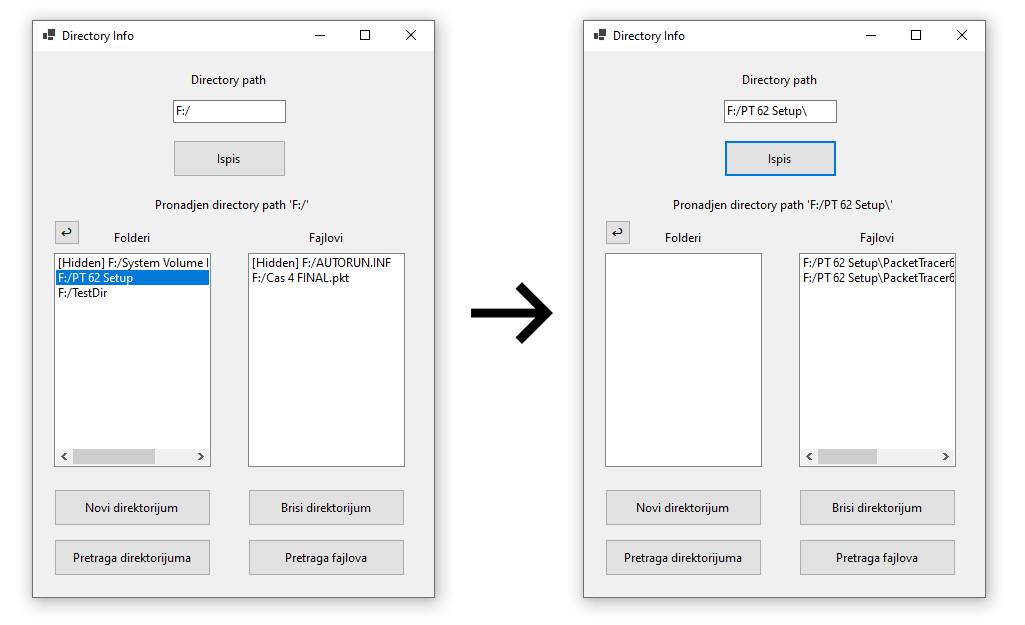 Directory Info
Directory path
F:/
Ispis
Pronadjen directory path 'F:/'
Folderi
Fajlovi
[Hidden] F:/System Volume I
F:/PT 62 Setup
F:/TestDir
[Hidden] F:/AUTORUN.INF
F:/Cas 4 FINAL.pkt
Novi direktorijum
Brisi direktorijum
Pretraga direktorijuma
Pretraga fajlova
Directory Info
Directory path
F:/PT 62 Setup\
Ispis
Pronadjen directory path 'F:/PT 62 Setup\'
Folderi
Fajlovi
F:/PT 62 Setup\PacketTracer6
F:/PT 62 Setup\PacketTracer6
Novi direktorijum
Brisi direktorijum
Pretraga direktorijuma
Pretraga fajlova